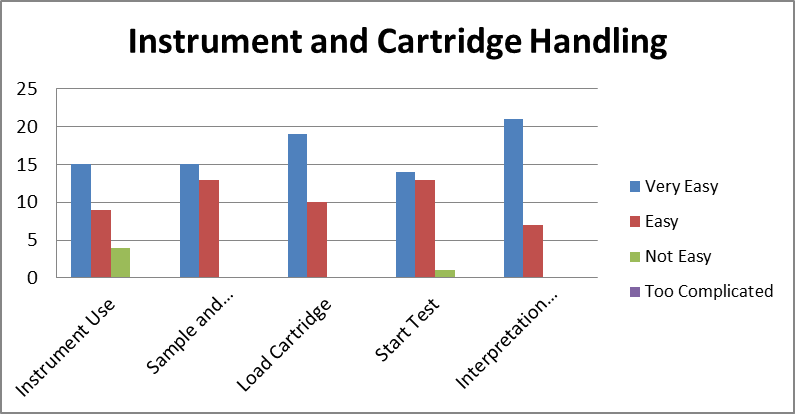 Instrument and Cartridge Handling
25
20
15
10
5
0
Instrument Use
Sample and...
Load Cartridge
Start Test
Interpretation...
Very Easy
Easy
Not Easy
Too Complicated